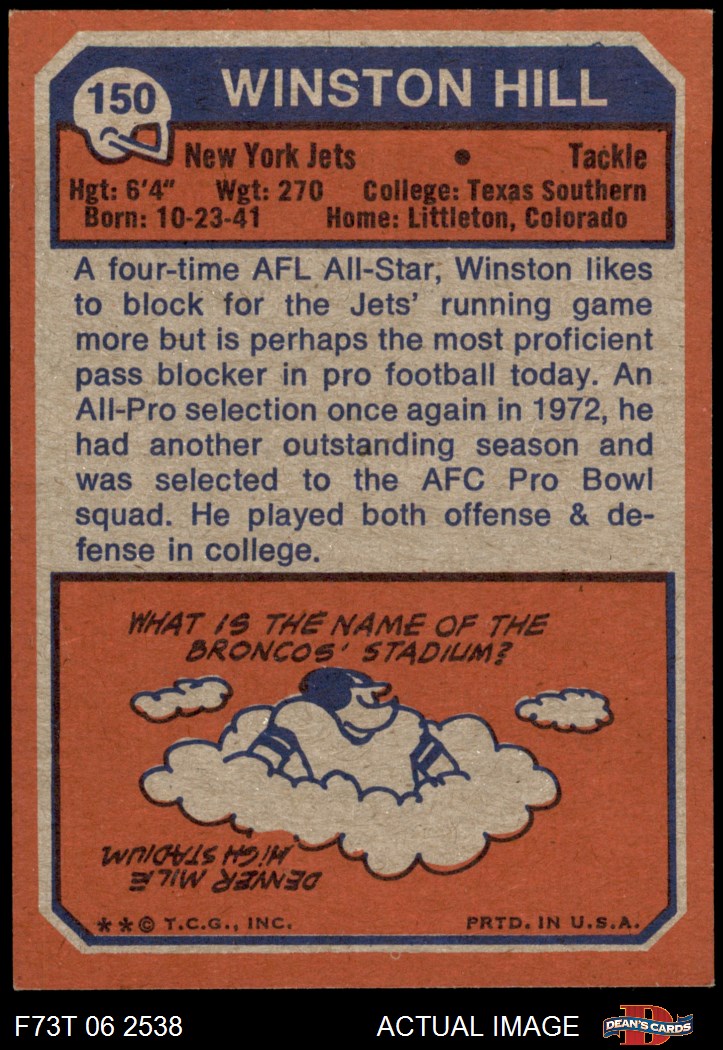 150
WINSTON HILL
New York Jets • Tackle
Hgt: 6'4" Wgt: 270 College: Texas Southern
Born: 10-23-41 Home: Littleton, Colorado
A four-time AFL All-Star, Winston likes
to block for the Jets' running game
more but is perhaps the most proficient
pass blocker in pro football today. An
All-Pro selection once again in 1972, he
had another outstanding season and
was selected to the AFC Pro Bowl
squad. He played both offense & de-
fense in college.
WHAT IS THE NAME OF THE
BRONCOS' STADIUM?
DENVER MILE
HIGH STADIUM
**© T.C.G., INC. PRTD. IN U.S.A.
F73T 06 2538 ACTUAL IMAGE D DEAN'S CARDS